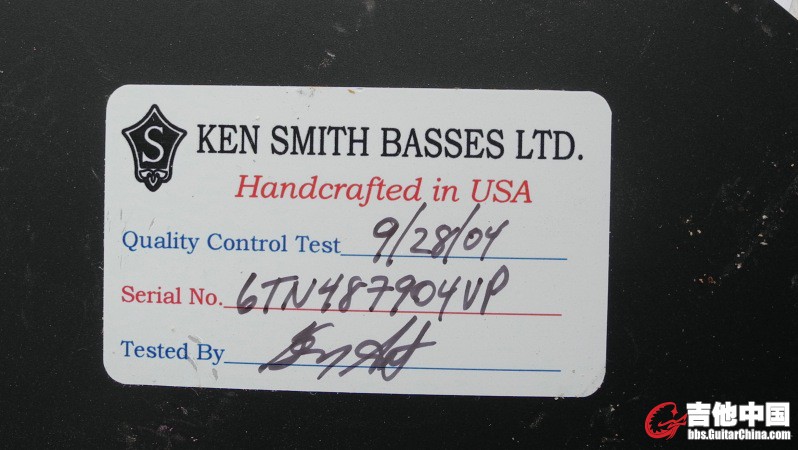 S KEN SMITH BASSES LTD.
Handcrafted in USA
Quality Control Test 9/28/04
Serial No. 6TN487904VP
Tested By
吉他中国
bbs.GuitarChina.com